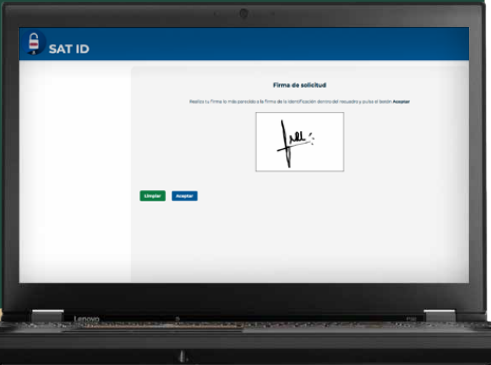 SAT ID
Firma de solicitud
Realiza tu firma lo más parecida a la firma de tu identificación dentro del recuadro y pulsa el botón Aceptar
Limpiar Aceptar
Lenovo